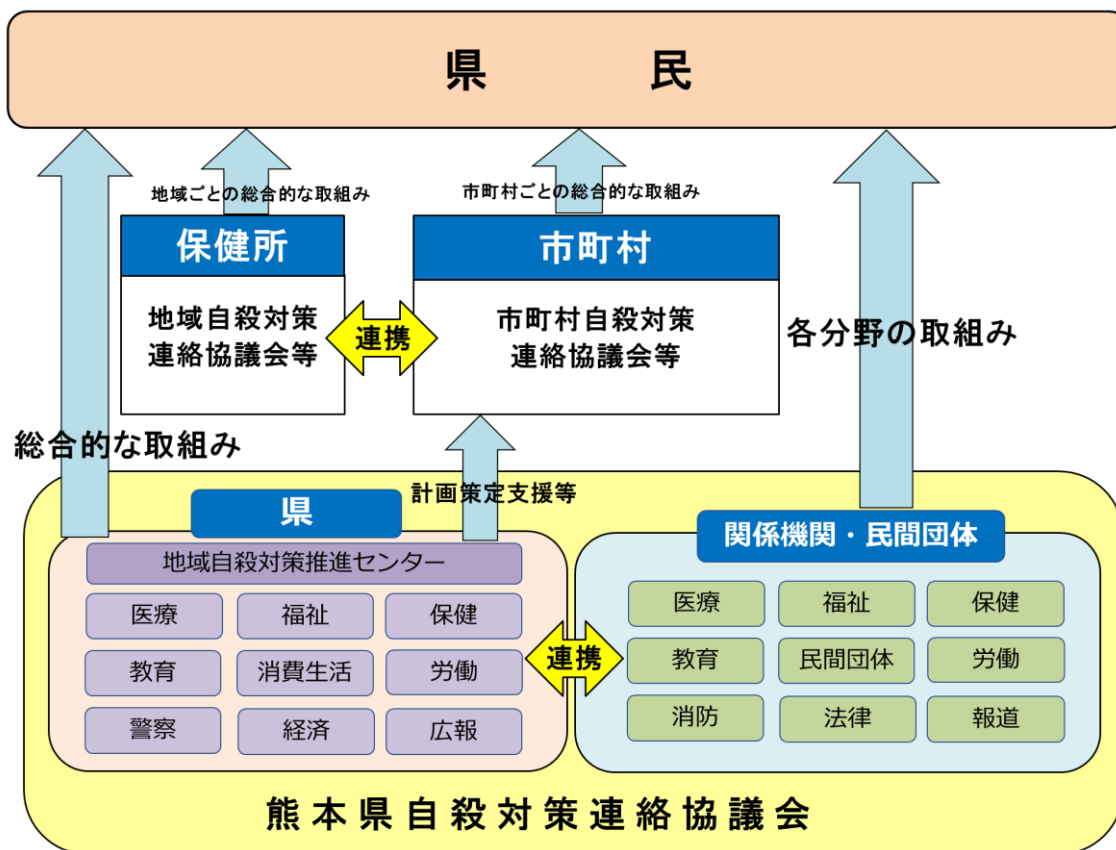 県 民
地域ごとの総合的な取組み
市町村ごとの総合的な取組み
保健所
地域自殺対策
連絡協議会等
連携
市町村
市町村自殺対策
連絡協議会等
各分野の取組み
総合的な取組み
計画策定支援等
県
地域自殺対策推進センター
医療
福祉
保健
教育
消費生活
労働
警察
経済
広報
連携
関係機関・民間団体
医療
福祉
保健
教育
民間団体
労働
消防
法律
報道
熊本県自殺対策連絡協議会